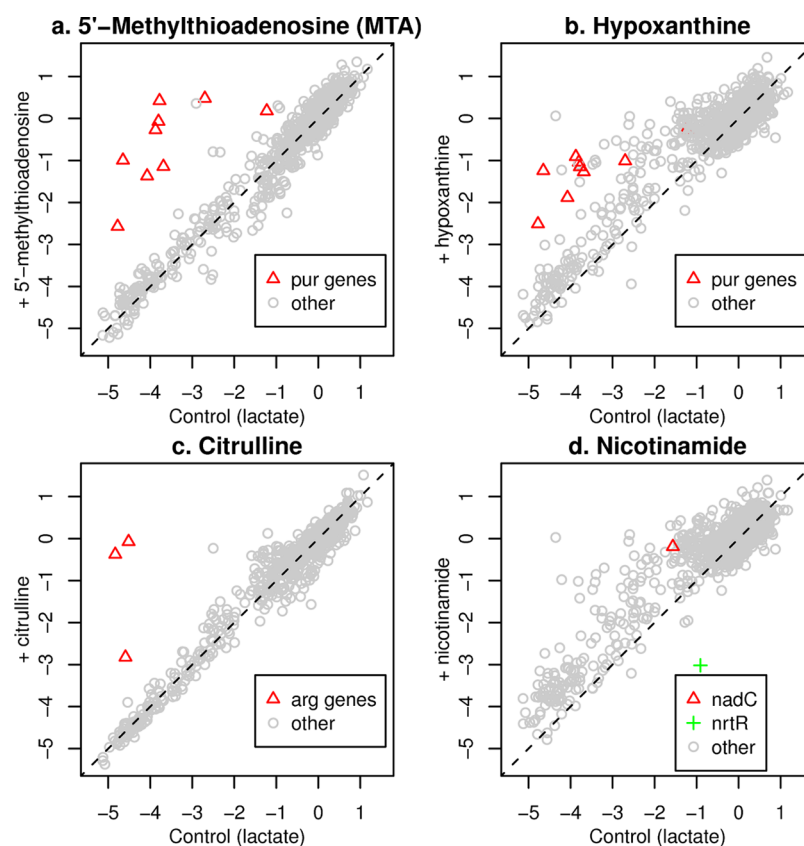 a. 5'−Methylthioadenosine (MTA)
+ 5'−methylthioadenosine
1
0
−1
−2
−3
−4
−5
pur genes
other
−5 −4 −3 −2 −1 0 1
Control (lactate)
b. Hypoxanthine
+ hypoxanthine
1
0
−1
−2
−3
−4
−5
pur genes
other
−5 −4 −3 −2 −1 0 1
Control (lactate)
c. Citrulline
+ citrulline
1
0
−1
−2
−3
−4
−5
arg genes
other
−5 −4 −3 −2 −1 0 1
Control (lactate)
d. Nicotinamide
+ nicotinamide
1
0
−1
−2
−3
−4
−5
nadC
nrtR
other
−5 −4 −3 −2 −1 0 1
Control (lactate)